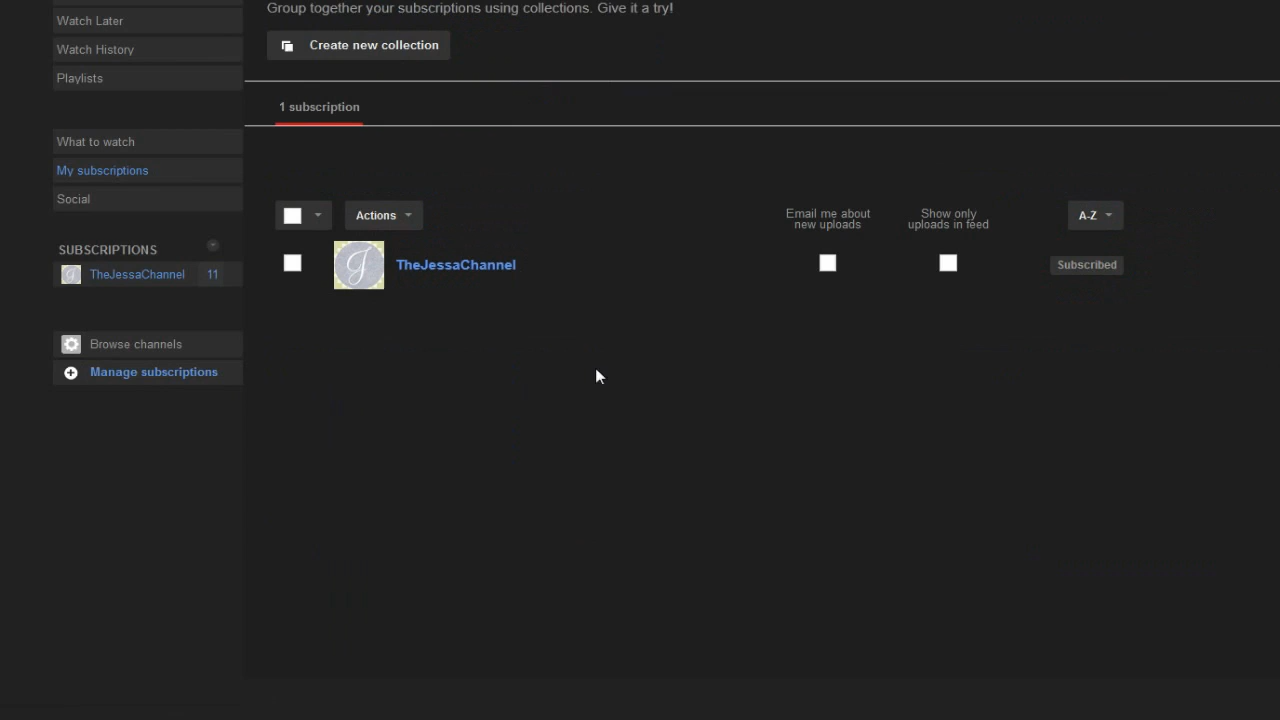 Group together your subscriptions using collections. Give it a try!
Create new collection
Watch Later
Watch History
Playlists
1 subscription
What to watch
My subscriptions
Social
SUBSCRIPTIONS
TheJessaChannel 11
Browse channels
Manage subscriptions
Actions
Email me about
new uploads
Show only
uploads in feed
A-Z
J
TheJessaChannel
Subscribed